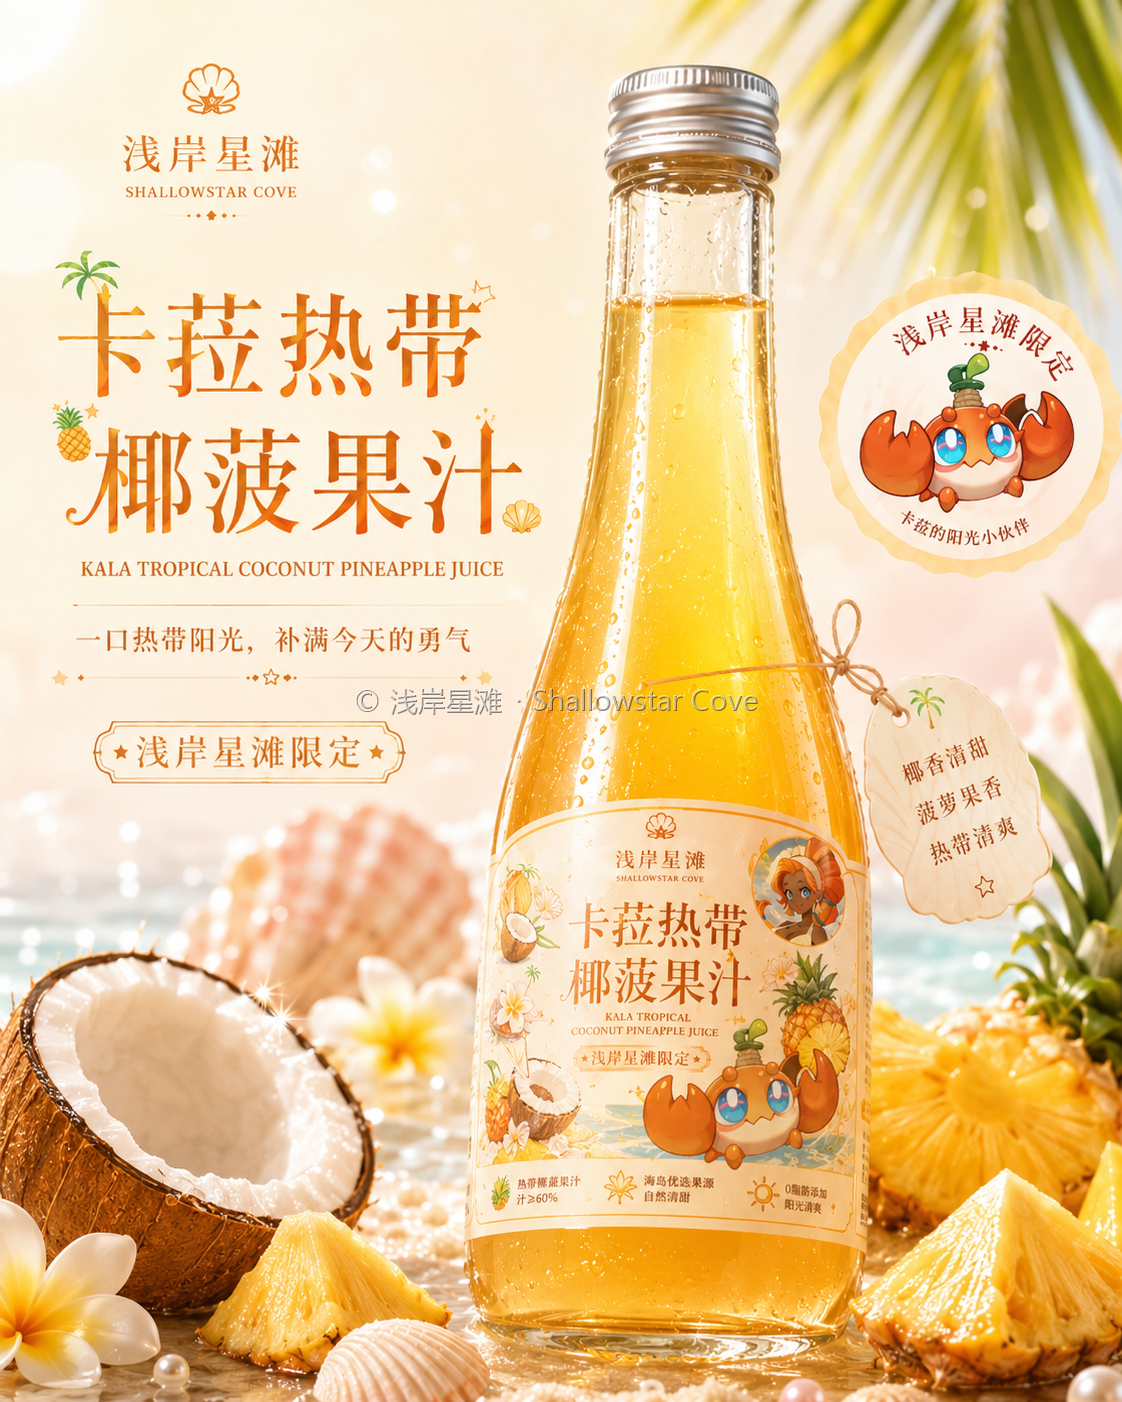 浅岸星滩
SHALLOWSTAR COVE
卡菈热带
椰菠果汁
KALA TROPICAL COCONUT PINEAPPLE JUICE
一口热带阳光，补满今天的勇气
浅岸星滩限定
浅岸星滩限定
卡菈的阳光小伙伴
© 浅岸星滩 · Shallowstar Cove
椰香清甜
菠萝果香
热带清爽
浅岸星滩
SHALLOWSTAR COVE
卡菈热带
椰菠果汁
KALA TROPICAL
COCONUT PINEAPPLE JUICE
浅岸星滩限定
热带椰菠果汁
汁≥60%
海岛优选果源
自然清甜
添加
阳光清爽